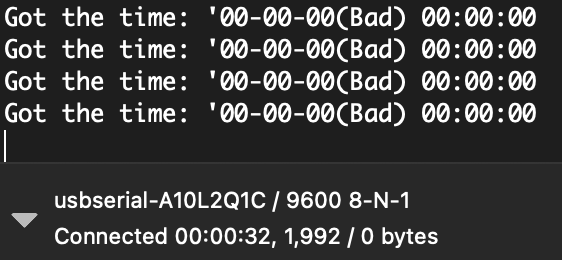 Got the time: '00-00-00(Bad) 00:00:00
Got the time: '00-00-00(Bad) 00:00:00
Got the time: '00-00-00(Bad) 00:00:00
Got the time: '00-00-00(Bad) 00:00:00
usbserial-A10L2Q1C / 9600 8-N-1
Connected 00:00:32, 1,992 / 0 bytes